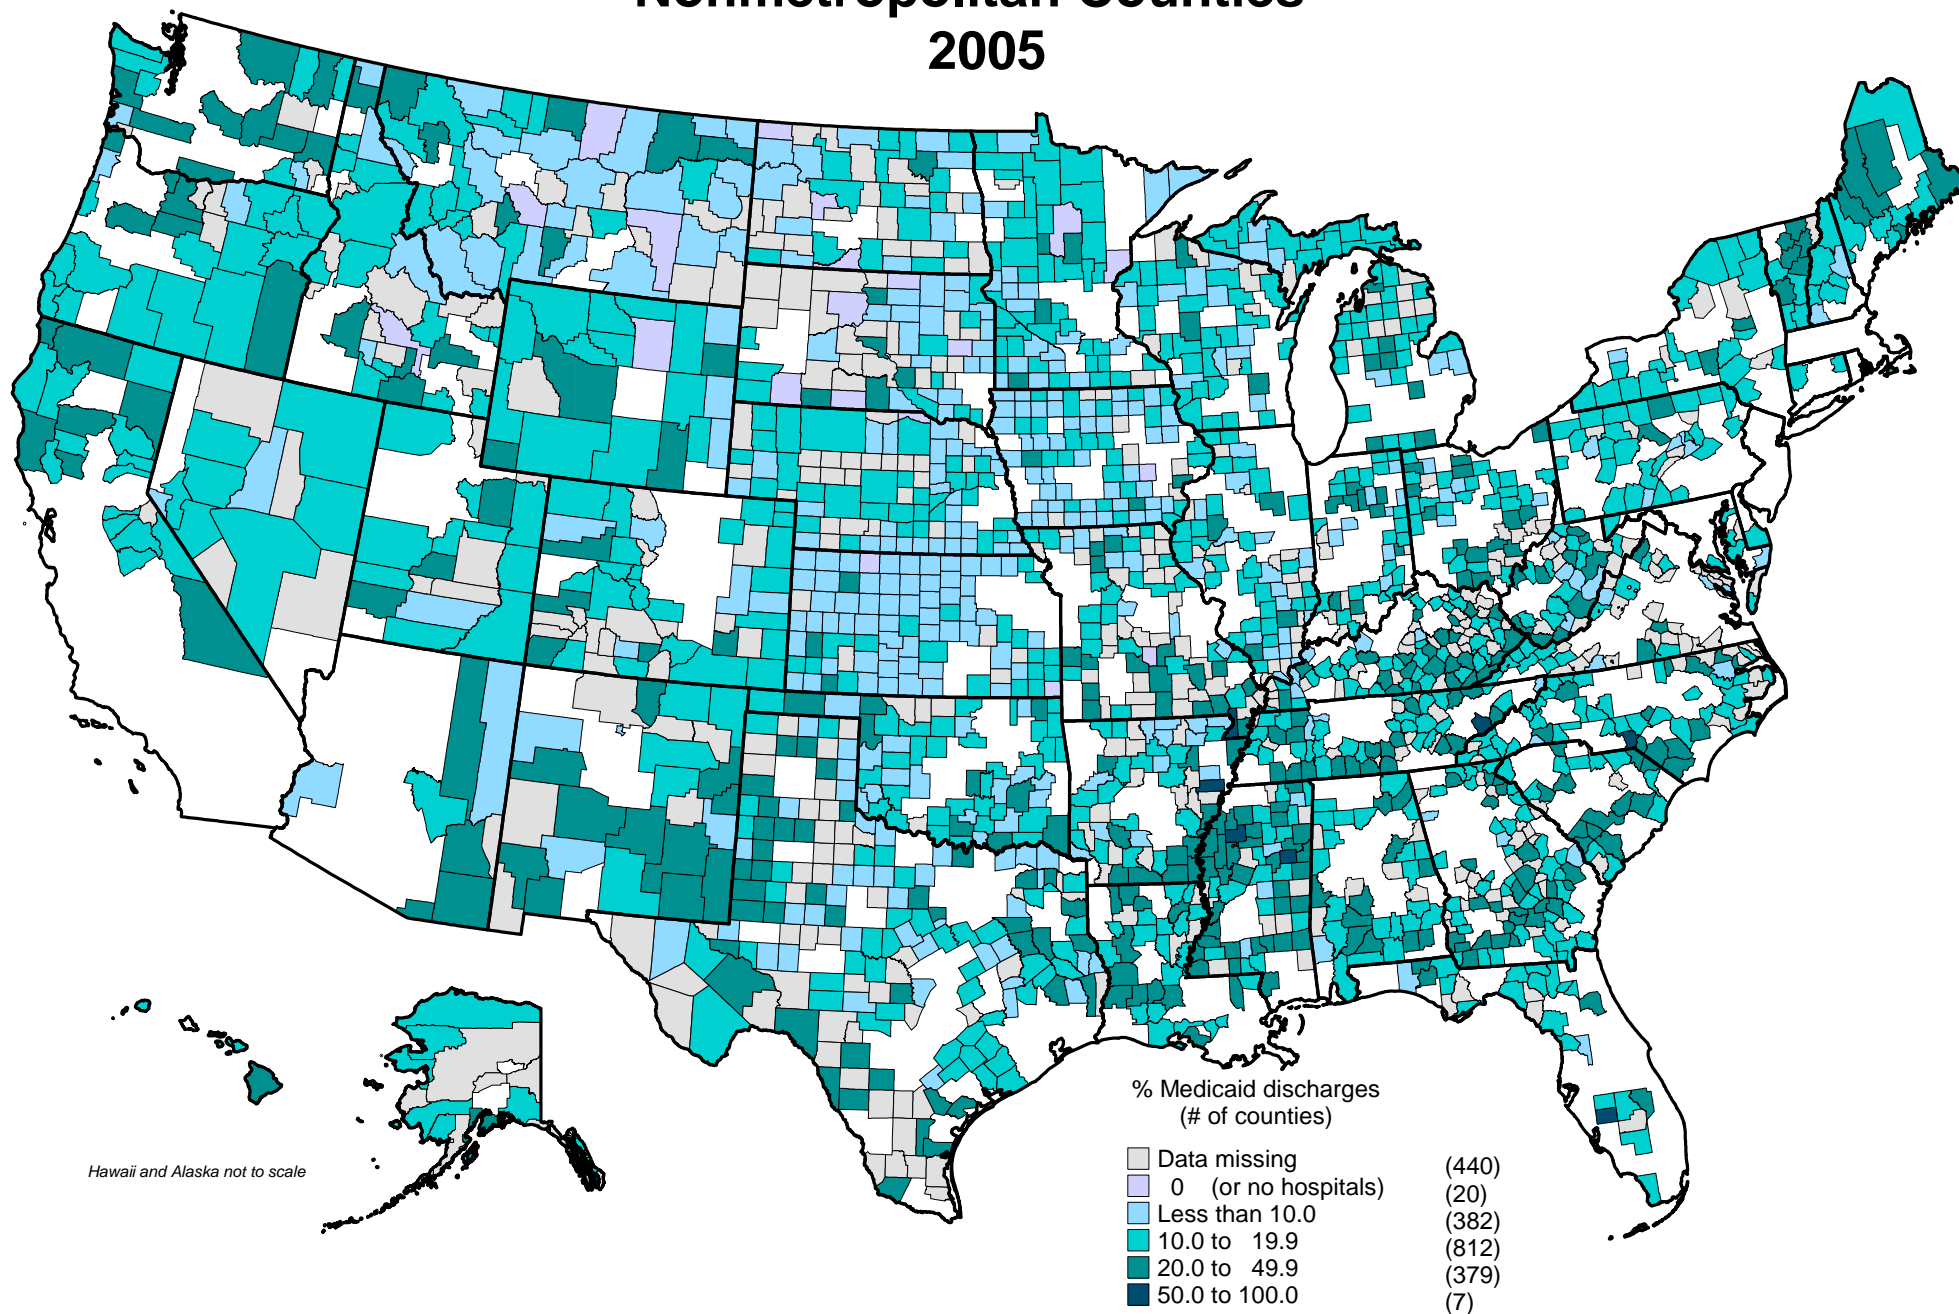 Nonmetropolitan Counties
2005
% Medicaid discharges
(# of counties)
Data missing (440)
0 (or no hospitals) (20)
Less than 10.0 (382)
10.0 to 19.9 (812)
20.0 to 49.9 (379)
50.0 to 100.0 (7)
Hawaii and Alaska not to scale